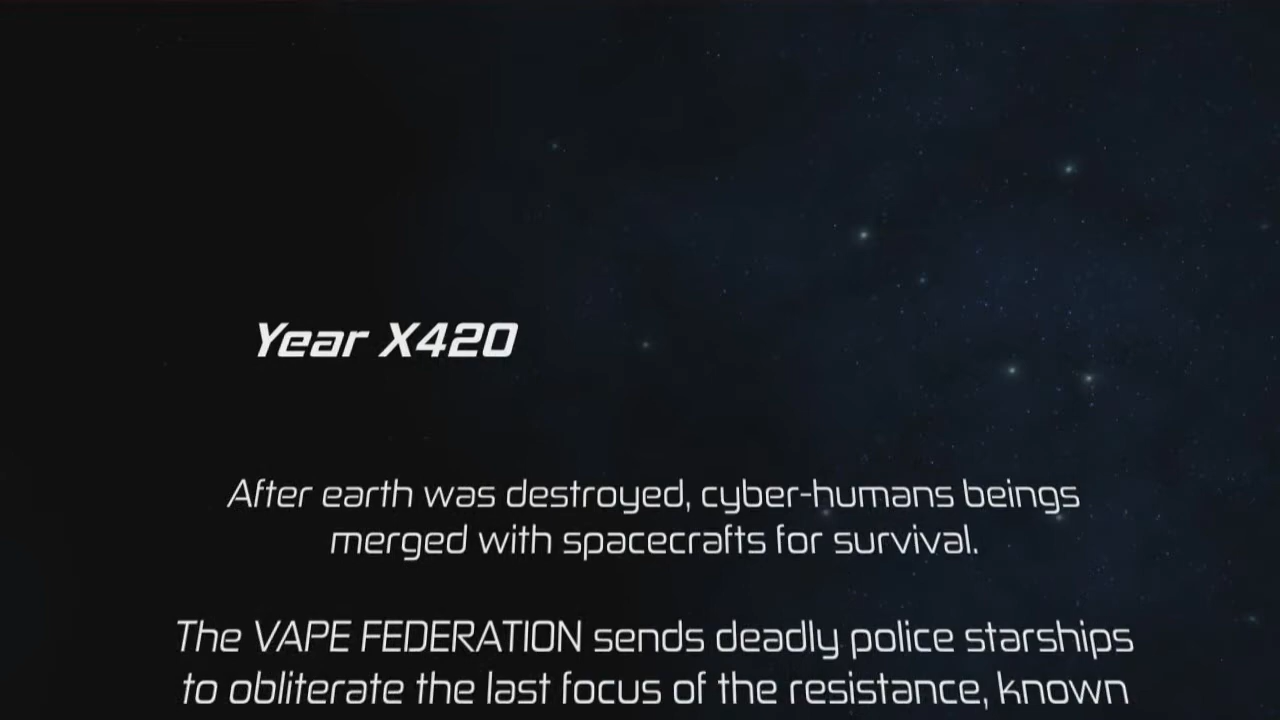 Year X420
After earth was destroyed, cyber-humans beings
merged with spacecrafts for survival.
The VAPE FEDERATION sends deadly police starships
to obliterate the last focus of the resistance, known